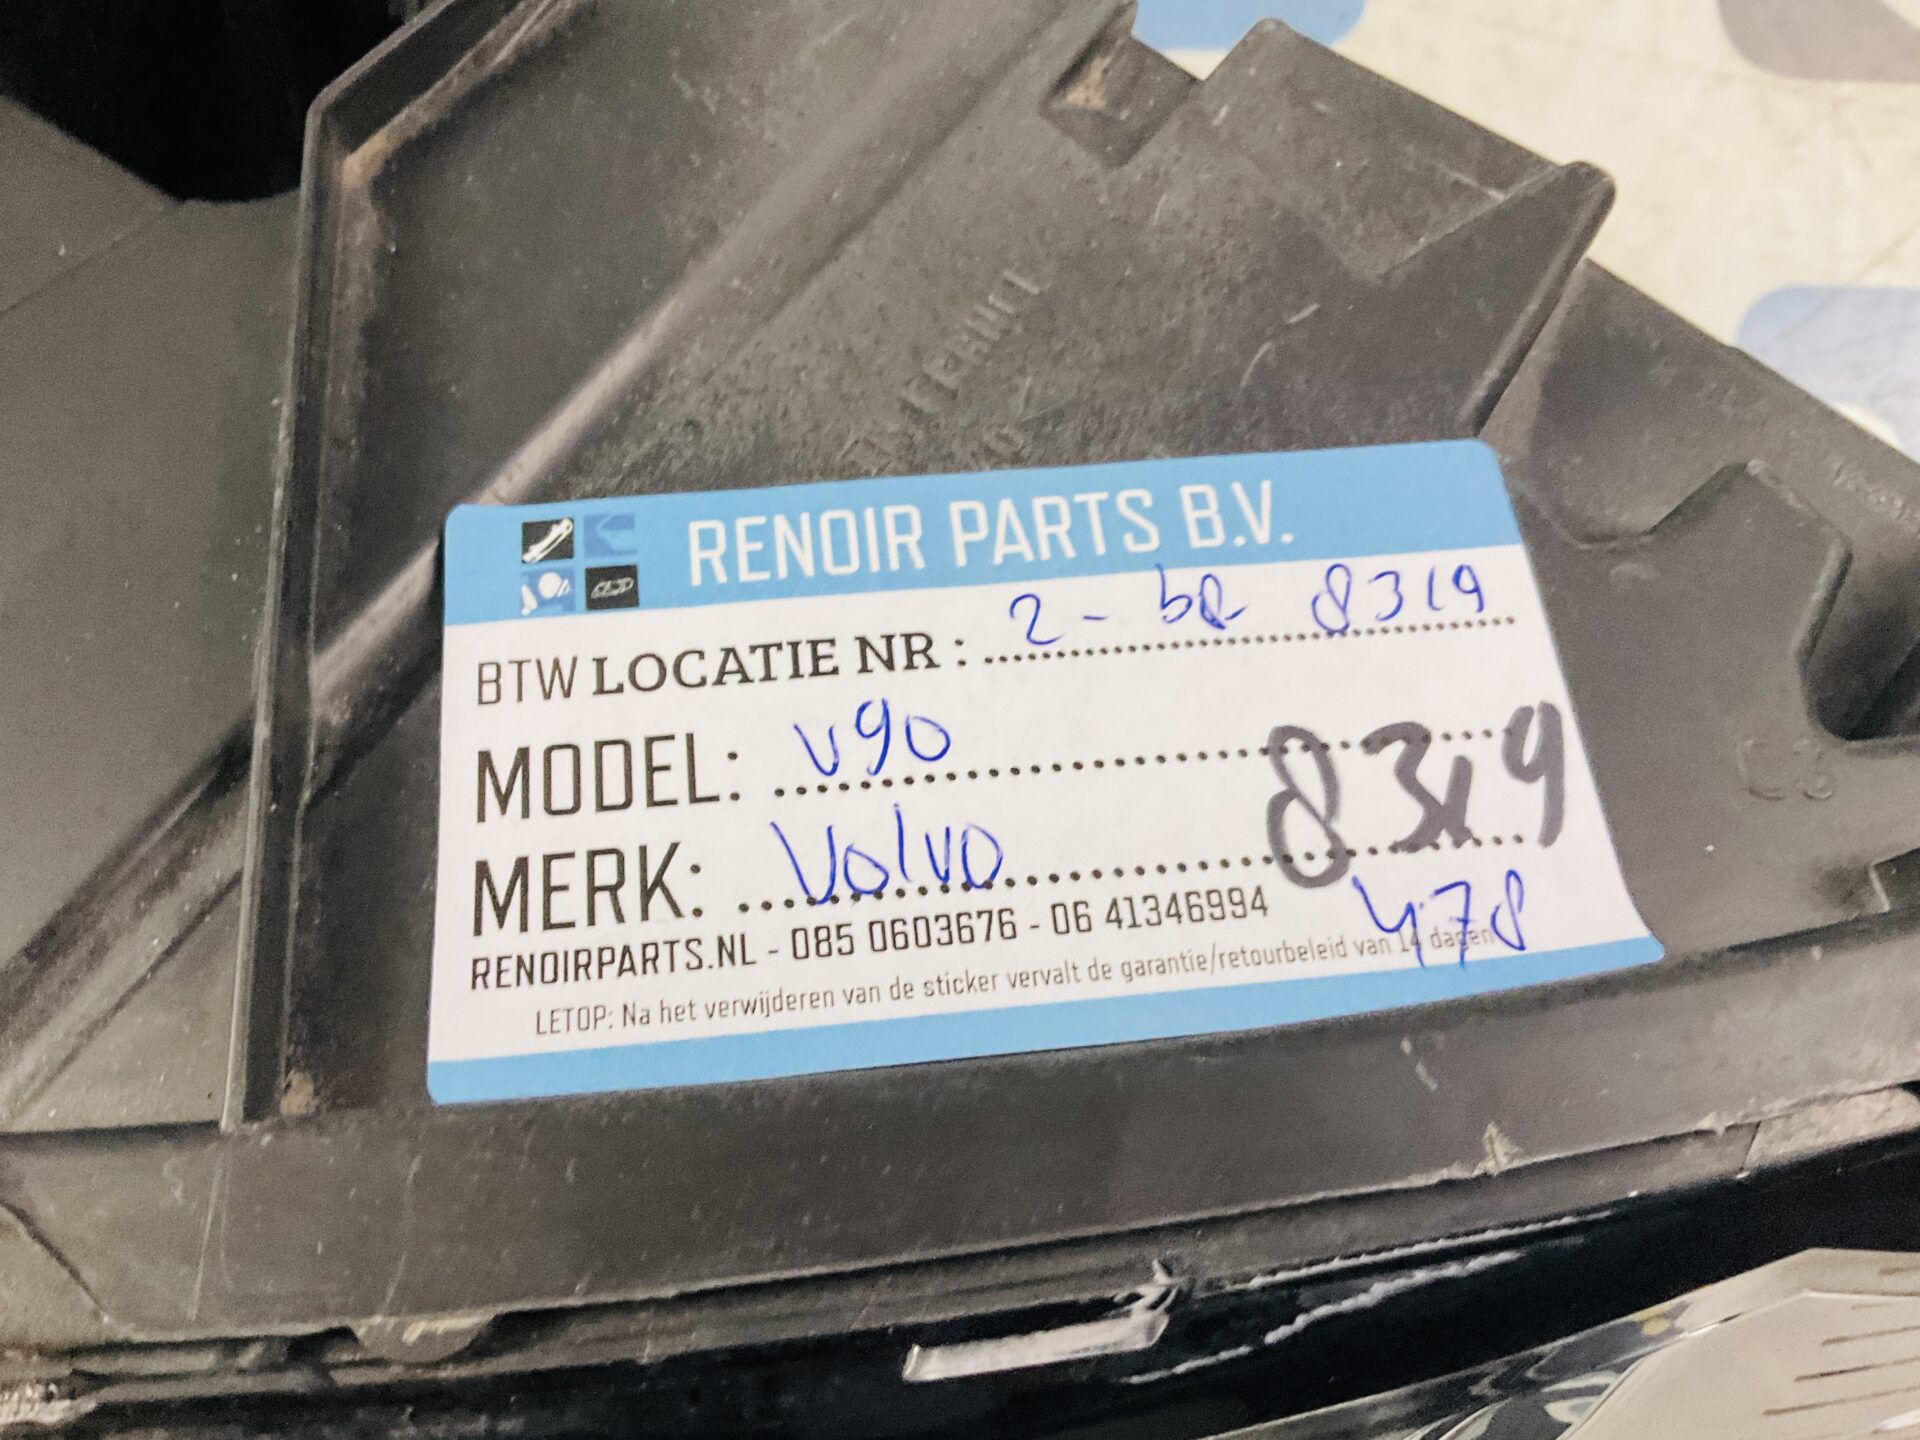 RENOIR PARTS B.V.
BTW LOCATIE NR : 2 - 8319
MODEL: V90
8319
MERK: Volvo
478
RENOIRPARTS.NL - 085 0603676 - 06 41346994
LETOP: Na het verwijderen van de sticker vervalt de garantie/retourbeleid van 14 dagen